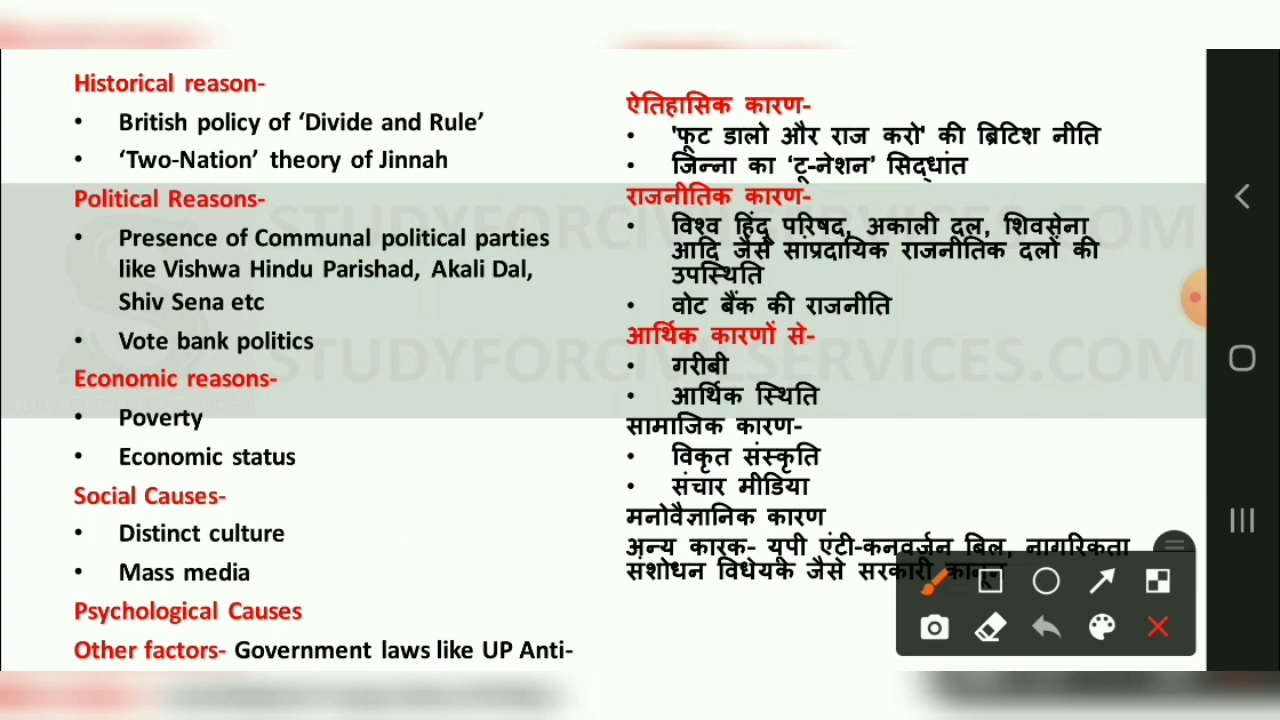 Historical reason-
• British policy of ‘Divide and Rule’
• ‘Two-Nation’ theory of Jinnah
Political Reasons-
• Presence of Communal political parties
like Vishwa Hindu Parishad, Akali Dal,
Shiv Sena etc
• Vote bank politics
Economic reasons-
• Poverty
• Economic status
Social Causes-
• Distinct culture
• Mass media
Psychological Causes
Other factors- Government laws like UP Anti-
ऐतिहासिक कारण-
• 'फूट डालो और राज करो' की ब्रिटिश नीति
• जिन्ना का ‘टू-नेशन’ सिद्धांत
राजनीतिक कारण-
• विश्व हिंदू परिषद, अकाली दल, शिवसेना
आदि जैसे सांप्रदायिक राजनीतिक दलों की
उपस्थिति
• वोट बैंक की राजनीति
आर्थिक कारणों से-
• गरीबी
• आर्थिक स्थिति
सामाजिक कारण-
• विकृत संस्कृति
• संचार मीडिया
मनोवैज्ञानिक कारण
अन्य कारक- यूपी एंटी-कनवर्जन बिल, नागरिकता
संशोधन विधेयक जैसे सरकारी कानून
STUDYFORCIVILSERVICES.COM
STUDYFORCIVILSERVICES.COM